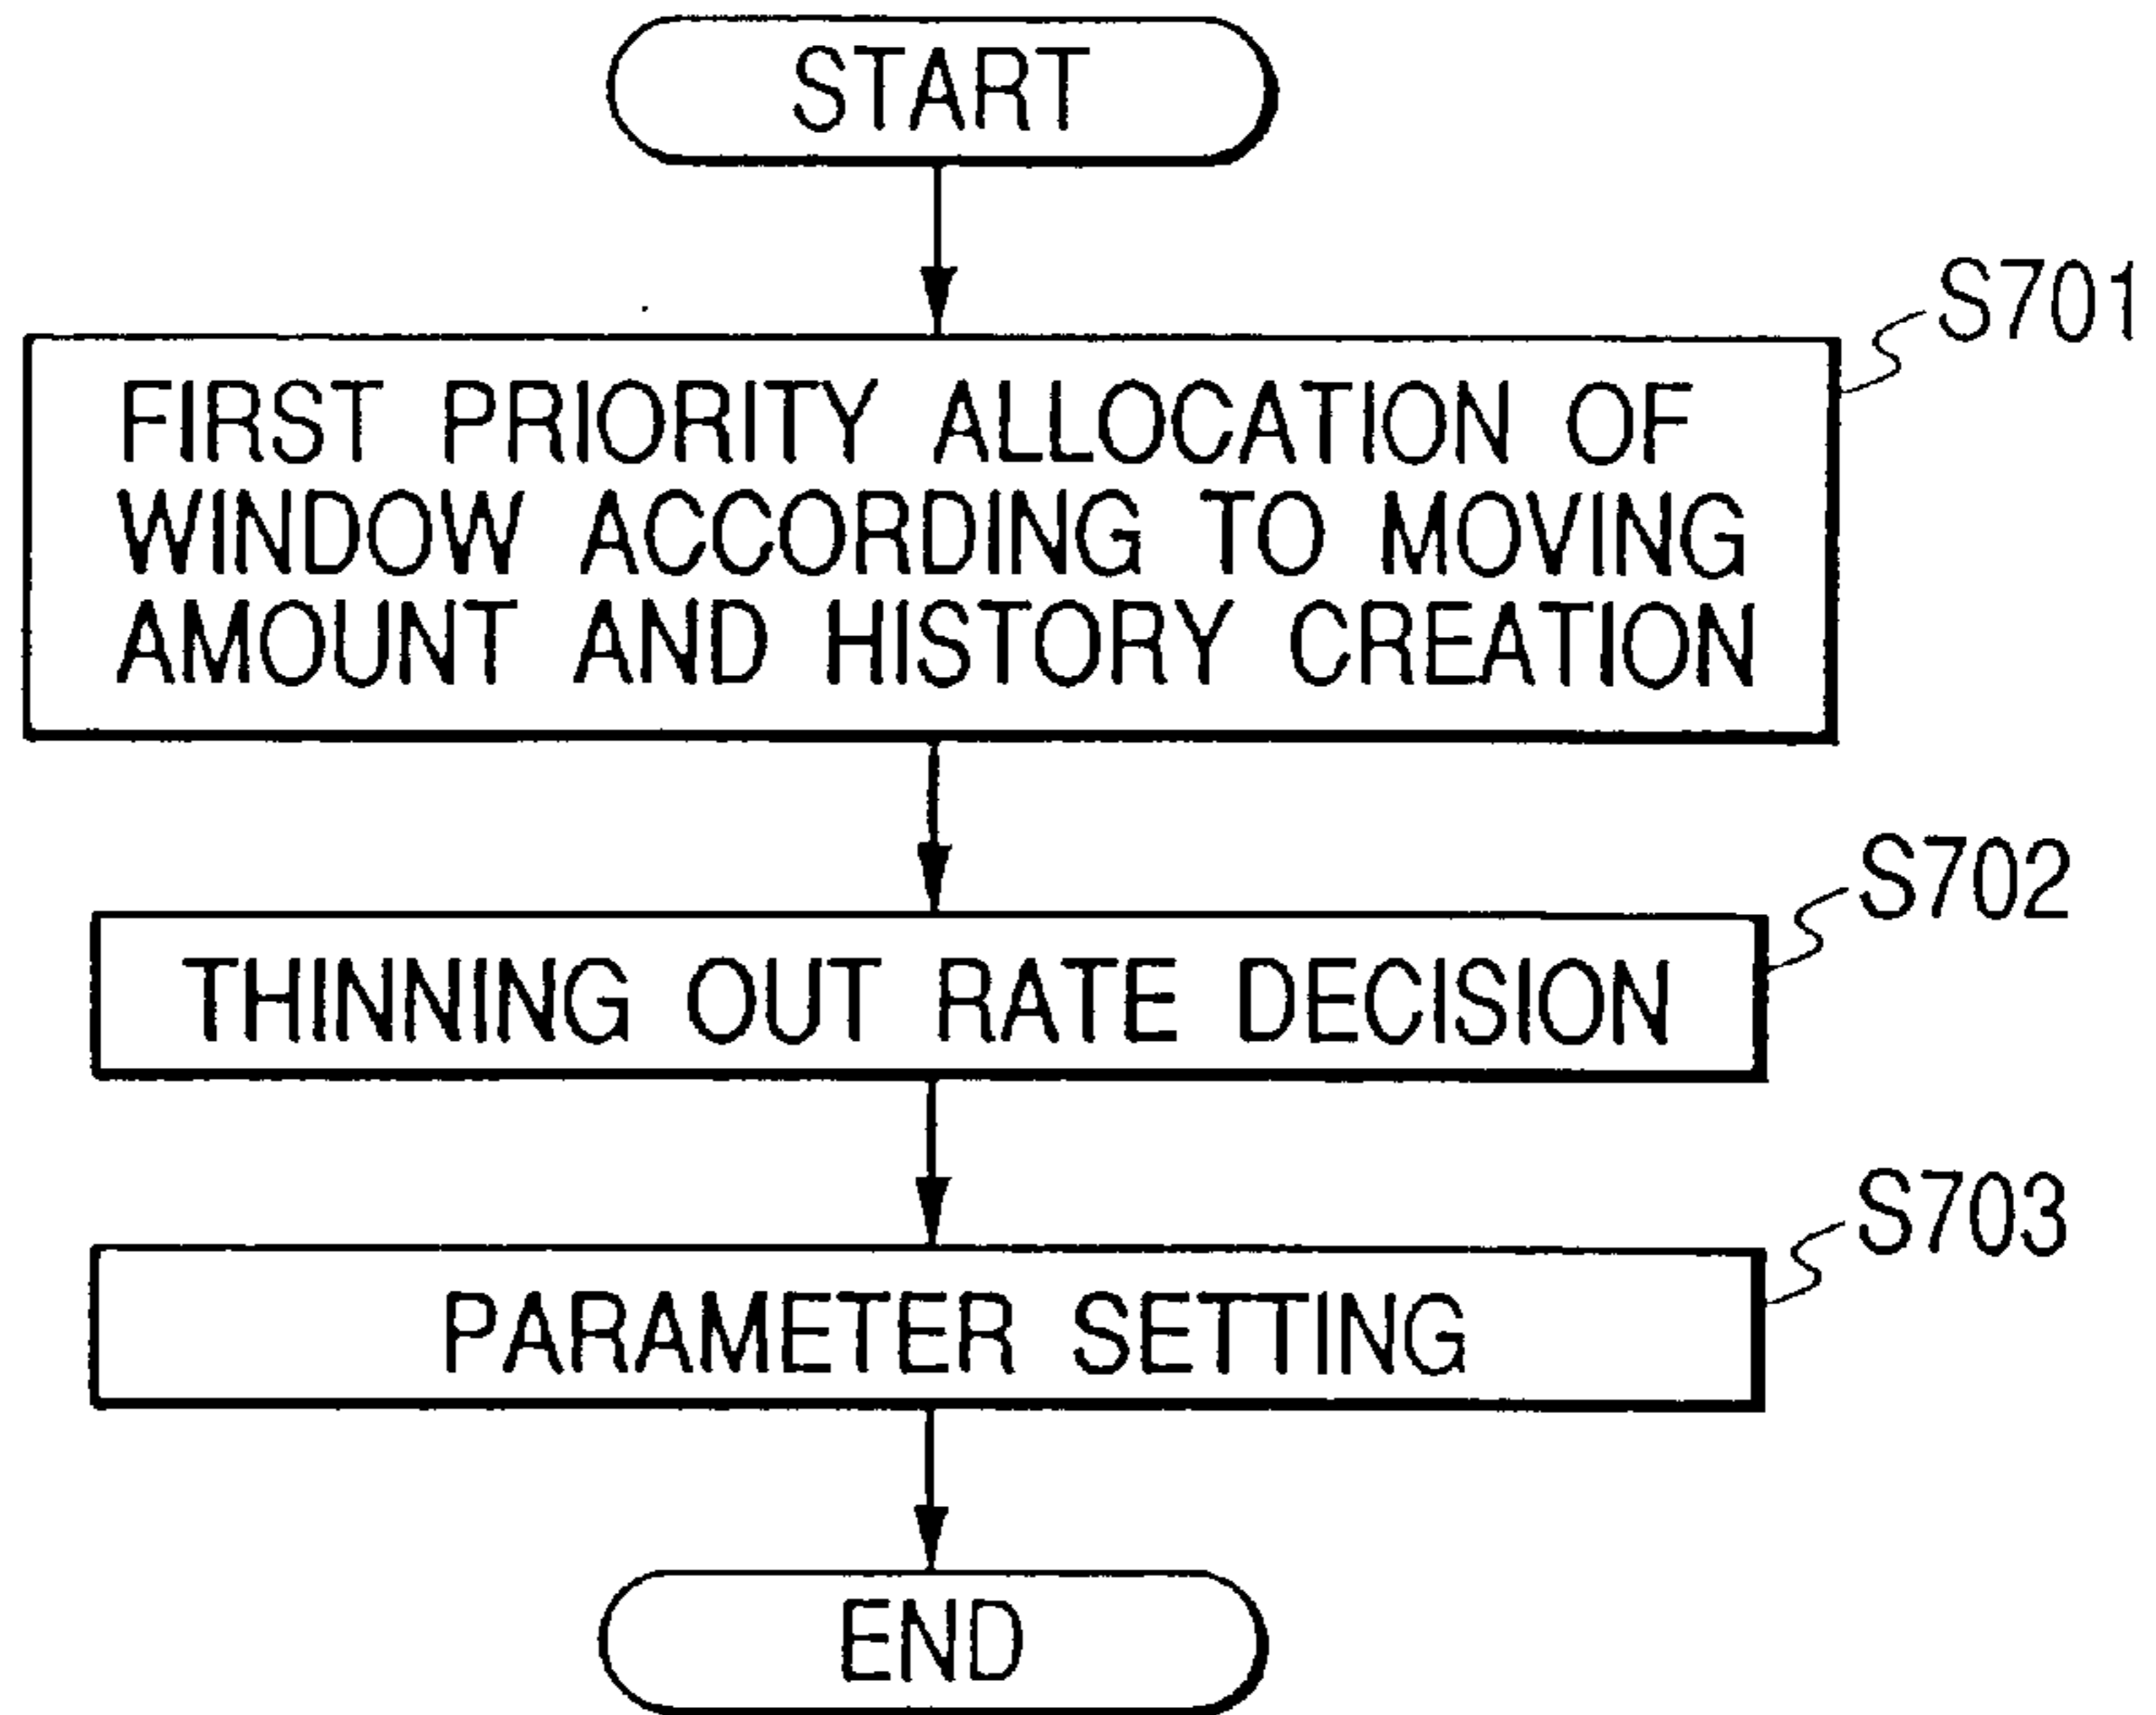 START
S701
FIRST PRIORITY ALLOCATION OF
WINDOW ACCORDING TO MOVING
AMOUNT AND HISTORY CREATION
S702
THINNING OUT RATE DECISION
S703
PARAMETER SETTING
END